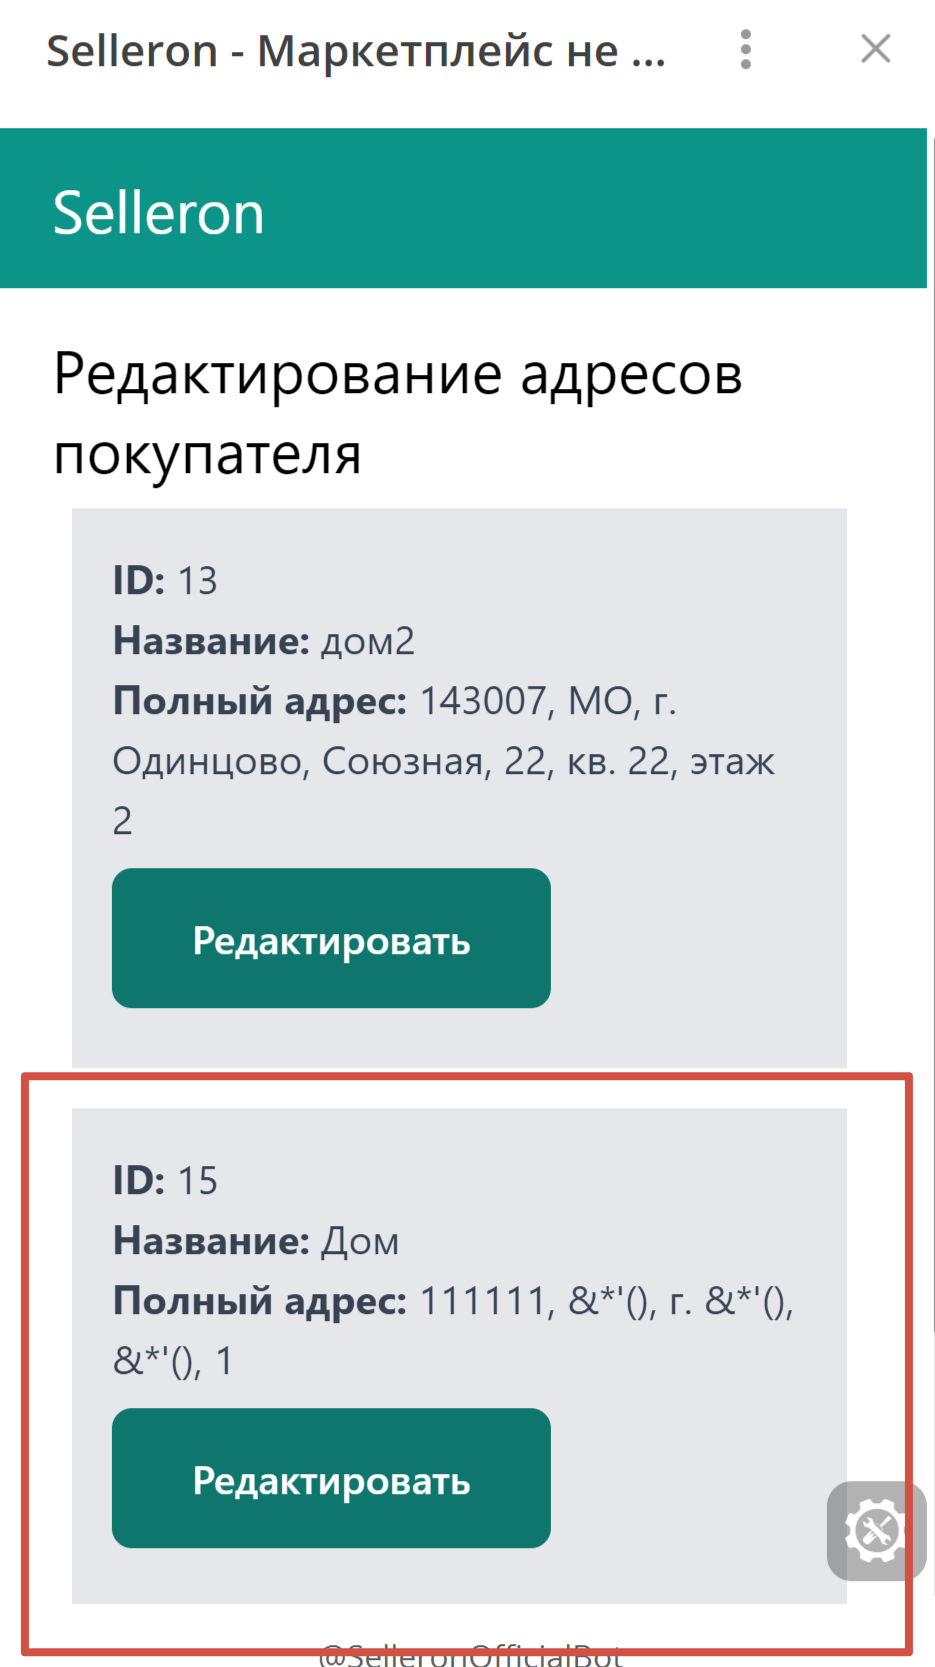 Selleron - Маркетплейс не ...
Selleron
Редактирование адресов
покупателя
ID: 13
Название: дом2
Полный адрес: 143007, МО, г.
Одинцово, Союзная, 22, кв. 22, этаж
2
Редактировать
ID: 15
Название: Дом
Полный адрес: 111111, &*'(), г. &*'(),
&*'(), 1
Редактировать
@SelleronOfficialBot